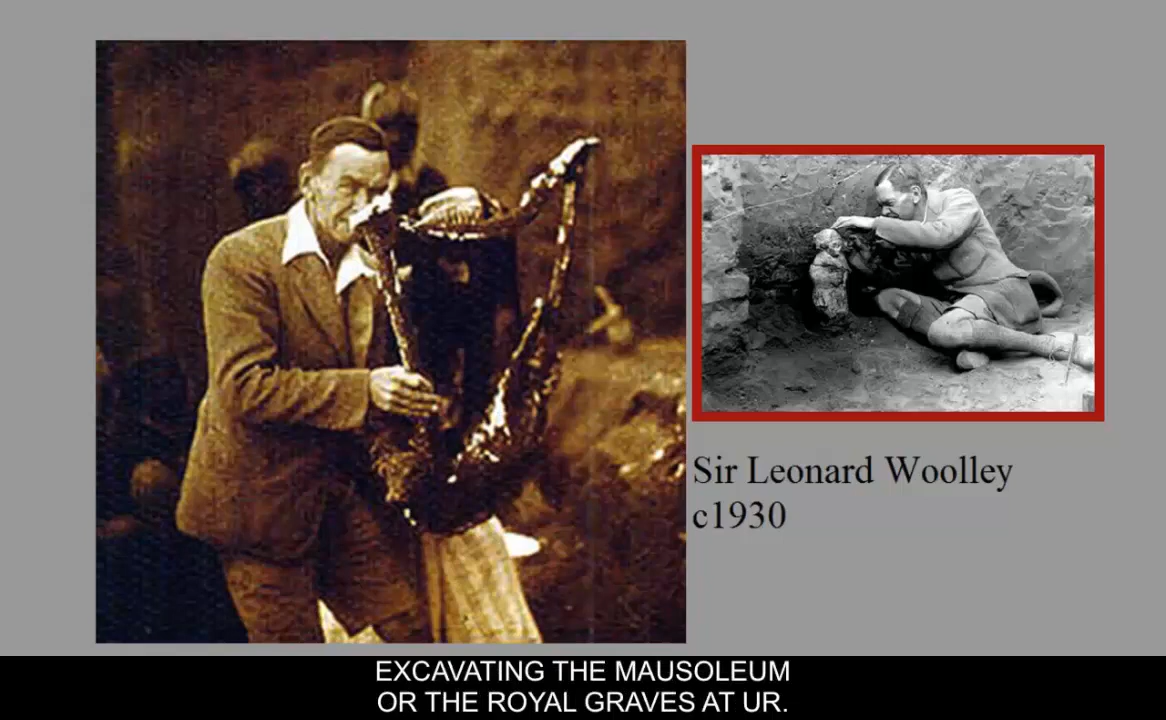 Sir Leonard Woolley
c1930
EXCAVATING THE MAUSOLEUM
OR THE ROYAL GRAVES AT UR.